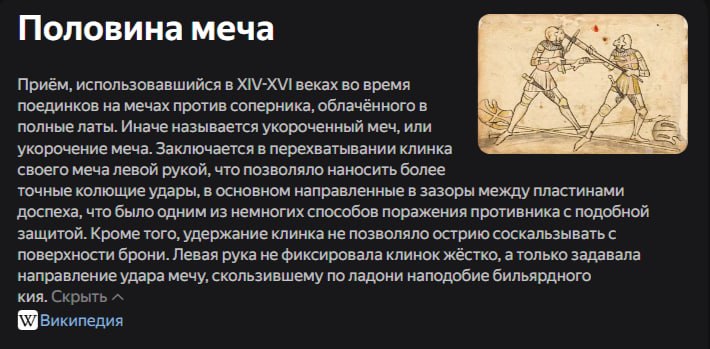 Половина меча
Приём, использовавшийся в XIV-XVI веках во время
поединков на мечах против соперника, облачённого в
полные латы. Иначе называется укороченный меч, или
укорочение меча. Заключается в перехватывании клинка
своего меча левой рукой, что позволяло наносить более
точные колющие удары, в основном направленные в зазоры между пластинами
доспеха, что было одним из немногих способов поражения противника с подобной
защитой. Кроме того, удержание клинка не позволяло острию соскальзывать с
поверхности брони. Левая рука не фиксировала клинок жёстко, а только задавала
направление удара мечу, скользившему по ладони наподобие бильярдного
кия. Скрыть
W Википедия